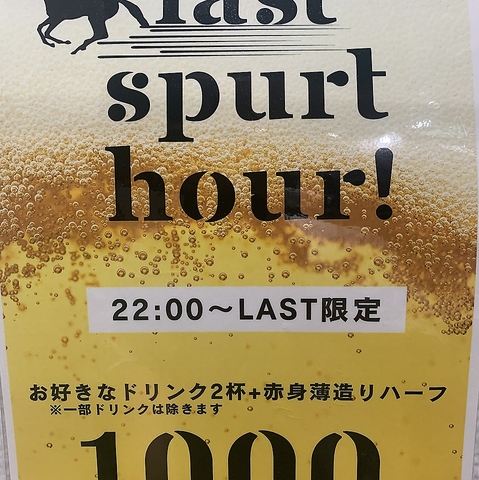 last
spurt
hour!
22:00〜LAST限定
お好きなドリンク2杯+赤身薄造りハーフ
※一部ドリンクは除きます
1000